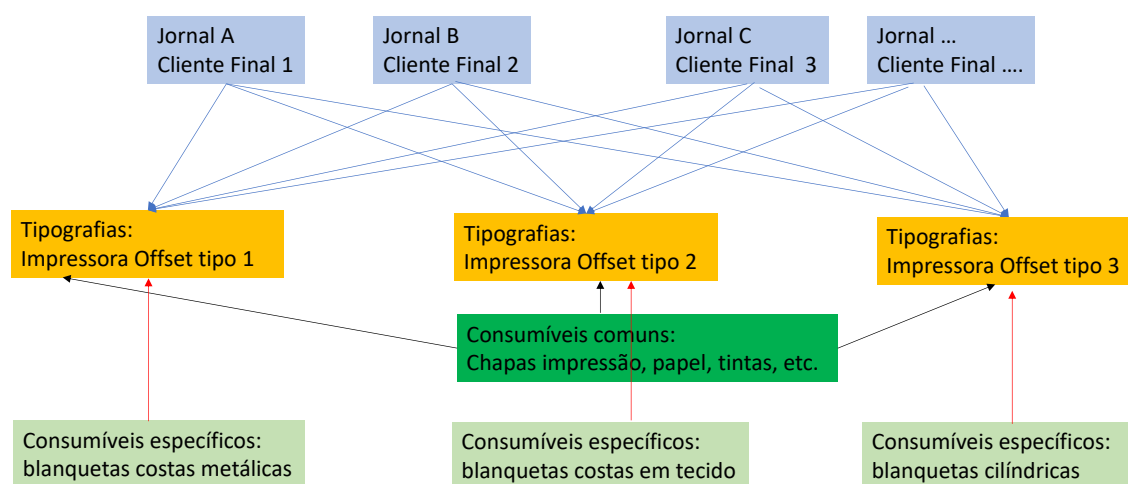 Jornal A
Cliente Final 1
Jornal B
Cliente Final 2
Jornal C
Cliente Final  3
Jornal …
Cliente Final ….
Tipografias:
Impressora Offset tipo 1
Tipografias:
Impressora Offset tipo 2
Tipografias:
Impressora Offset tipo 3
Consumíveis comuns:
Chapas impressão, papel, tintas, etc.
Consumíveis específicos:
blanquetas costas metálicas
Consumíveis específicos:
blanquetas costas em tecido
Consumíveis específicos:
blanquetas cilíndricas